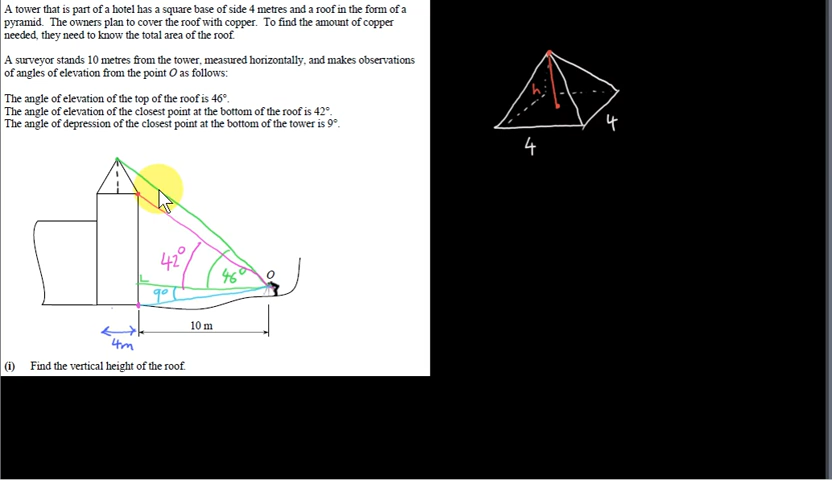 A tower that is part of a hotel has a square base of side 4 metres and a roof in the form of a
pyramid. The owners plan to cover the roof with copper. To find the amount of copper
needed, they need to know the total area of the roof.
A surveyor stands 10 metres from the tower, measured horizontally, and makes observations
of angles of elevation from the point O as follows:
The angle of elevation of the top of the roof is 46°.
The angle of elevation of the closest point at the bottom of the roof is 42°.
The angle of depression of the closest point at the bottom of the tower is 9°.
h
4
4
42°
46°
O
9°
10 m
4m
(i) Find the vertical height of the roof.